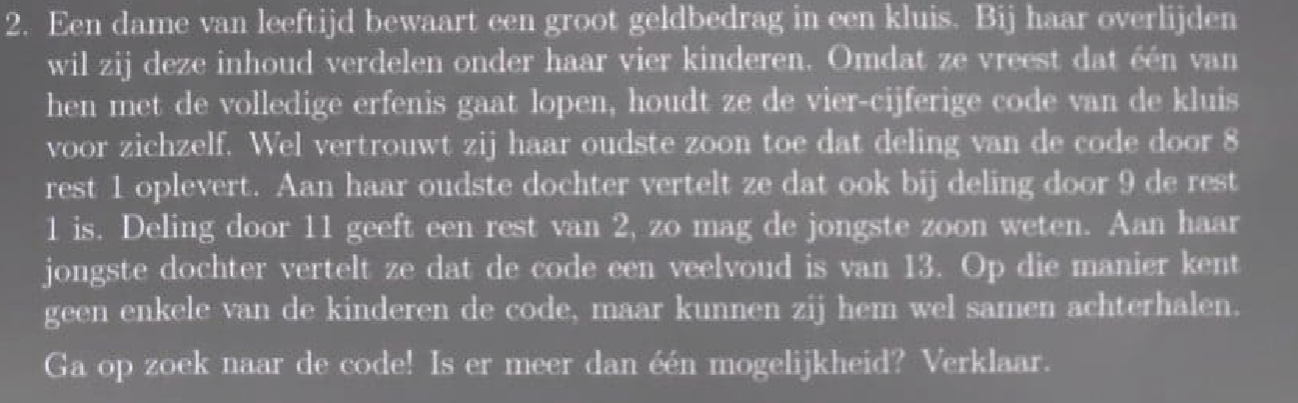 2. Een dame van leeftijd bewaart een groot geldbedrag in een kluis. Bij haar overlijden
wil zij deze inhoud verdelen onder haar vier kinderen. Omdat ze vreest dat één van
hen met de volledige erfenis gaat lopen, houdt ze de vier-cijferige code van de kluis
voor zichzelf. Wel vertrouwt zij haar oudste zoon toe dat deling van de code door 8
rest 1 oplevert. Aan haar oudste dochter vertelt ze dat ook bij deling door 9 de rest
1 is. Deling door 11 geeft een rest van 2, zo mag de jongste zoon weten. Aan haar
jongste dochter vertelt ze dat de code een veelvoud is van 13. Op die manier kent
geen enkele van de kinderen de code, maar kunnen zij hem wel samen achterhalen.
Ga op zoek naar de code! Is er meer dan één mogelijkheid? Verklaar.